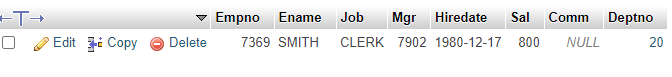 Empno Ename Job Mgr Hiredate Sal Comm Deptno
Edit Copy Delete 7369 SMITH CLERK 7902 1980-12-17 800 NULL 20